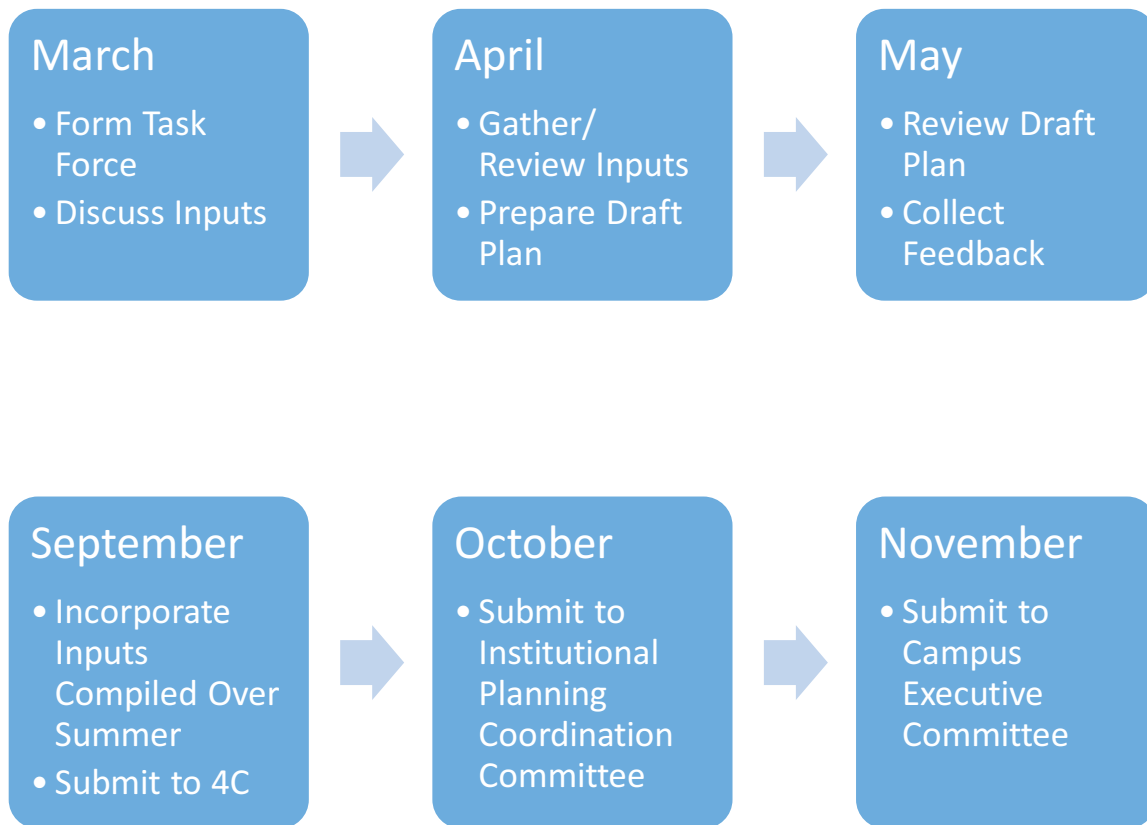 March
• Form Task
Force
• Discuss Inputs
April
• Gather/
Review Inputs
• Prepare Draft
Plan
May
• Review Draft
Plan
• Collect
Feedback
September
• Incorporate
Inputs
Compiled Over
Summer
• Submit to 4C
October
• Submit to
Institutional
Planning
Coordination
Committee
November
• Submit to
Campus
Executive
Committee